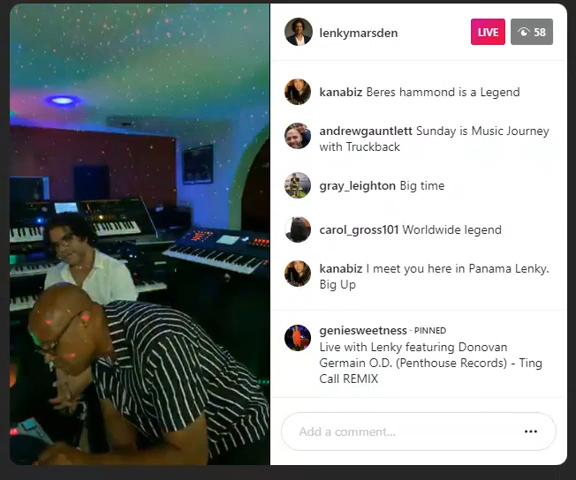 lenkymarsden
LIVE
58
kanabiz Beres hammond is a Legend
andrewgauntlett Sunday is Music Journey
with Truckback
gray_leighton Big time
carol_gross101 Worldwide legend
kanabiz I meet you here in Panama Lenky.
Big Up
geniesweetness · PINNED
Live with Lenky featuring Donovan
Germain O.D. (Penthouse Records) - Ting
Call REMIX
Add a comment...